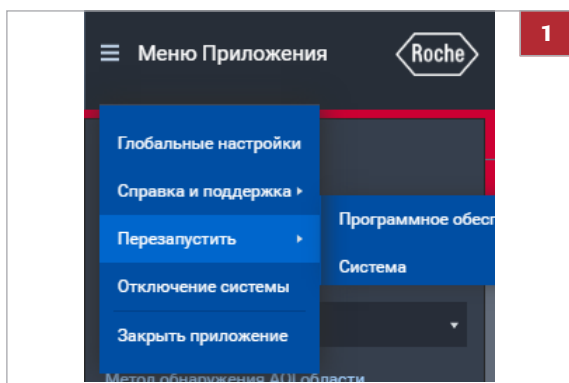 1
Меню Приложения
Roche
Глобальные настройки
Справка и поддержка
Перезапустить
Программное
Система
Отключение системы
Закрыть приложение
Метод обнаружения AOI области